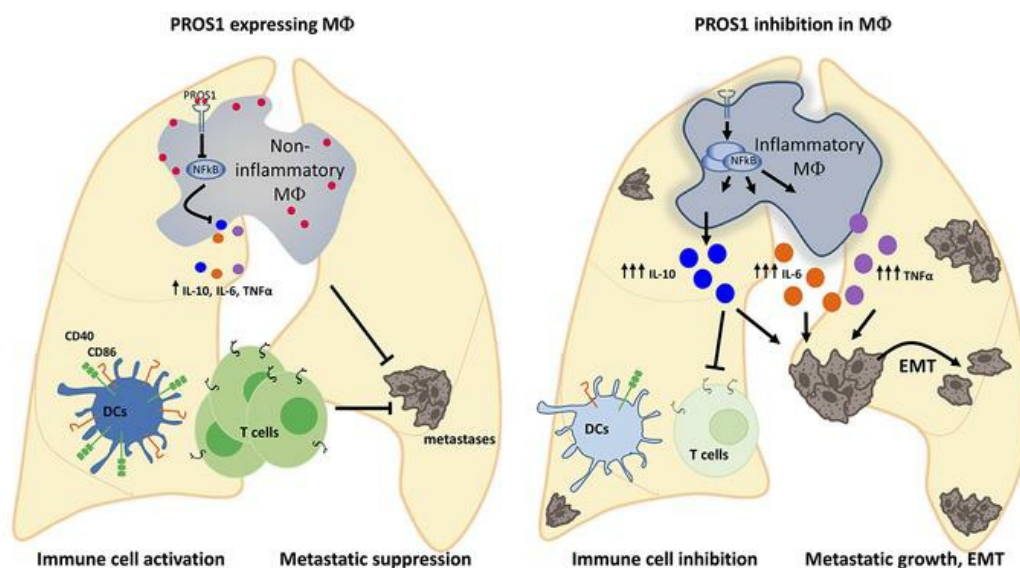 PROS1 expressing MΦ
PROS1
NFkB
Non-
inflammatory
MΦ
IL-10, IL-6, TNFα
CD40
CD86
DCs
T cells
metastases
Immune cell activation
Metastatic suppression
PROS1 inhibition in MΦ
NFkB
Inflammatory
MΦ
IL-10
IL-6
TNFα
EMT
DCs
T cells
Immune cell inhibition
Metastatic growth, EMT